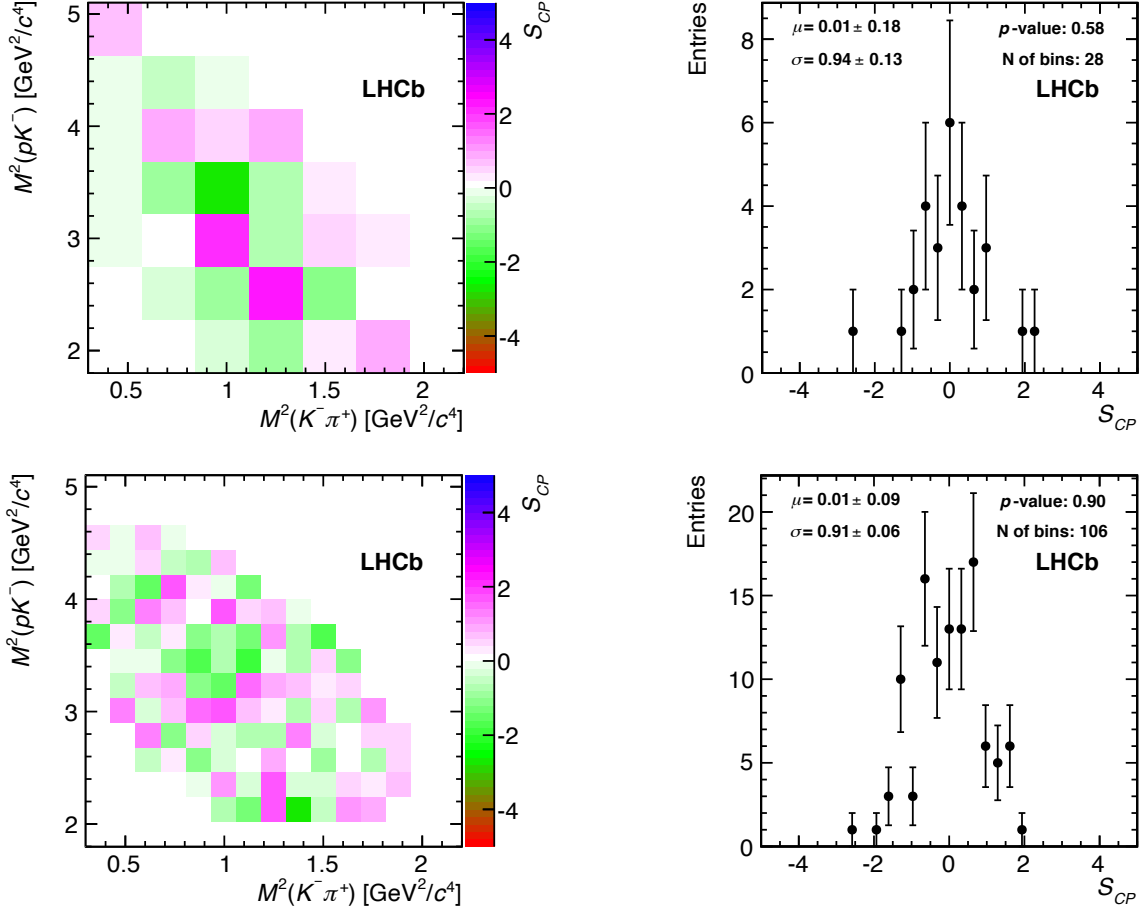 M²(pK⁻) [GeV²/c⁴]
5
4
3
2
0.5 1 1.5 2
M²(K⁻π⁺) [GeV²/c⁴]
LHCb
S_CP
4
2
0
-2
-4
Entries
8
6
4
2
0
μ= 0.01± 0.18
p-value: 0.58
σ= 0.94± 0.13
N of bins: 28
LHCb
-4 -2 0 2 4
S_CP
M²(pK⁻) [GeV²/c⁴]
5
4
3
2
0.5 1 1.5 2
M²(K⁻π⁺) [GeV²/c⁴]
LHCb
S_CP
4
2
0
-2
-4
Entries
20
15
10
5
0
μ= 0.01± 0.09
p-value: 0.90
σ= 0.91± 0.06
N of bins: 106
LHCb
-4 -2 0 2 4
S_CP